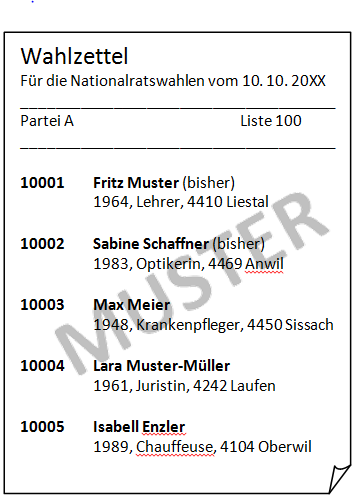 Wahlzettel
Für die Nationalratswahlen vom 10. 10. 20XX
Partei A Liste 100
10001 Fritz Muster (bisher)
1964, Lehrer, 4410 Liestal
10002 Sabine Schaffner (bisher)
1983, Optikerin, 4469 Anwil
10003 Max Meier
1948, Krankenpfleger, 4450 Sissach
10004 Lara Muster-Müller
1961, Juristin, 4242 Laufen
10005 Isabell Enzler
1989, Chauffeuse, 4104 Oberwil
MUSTER